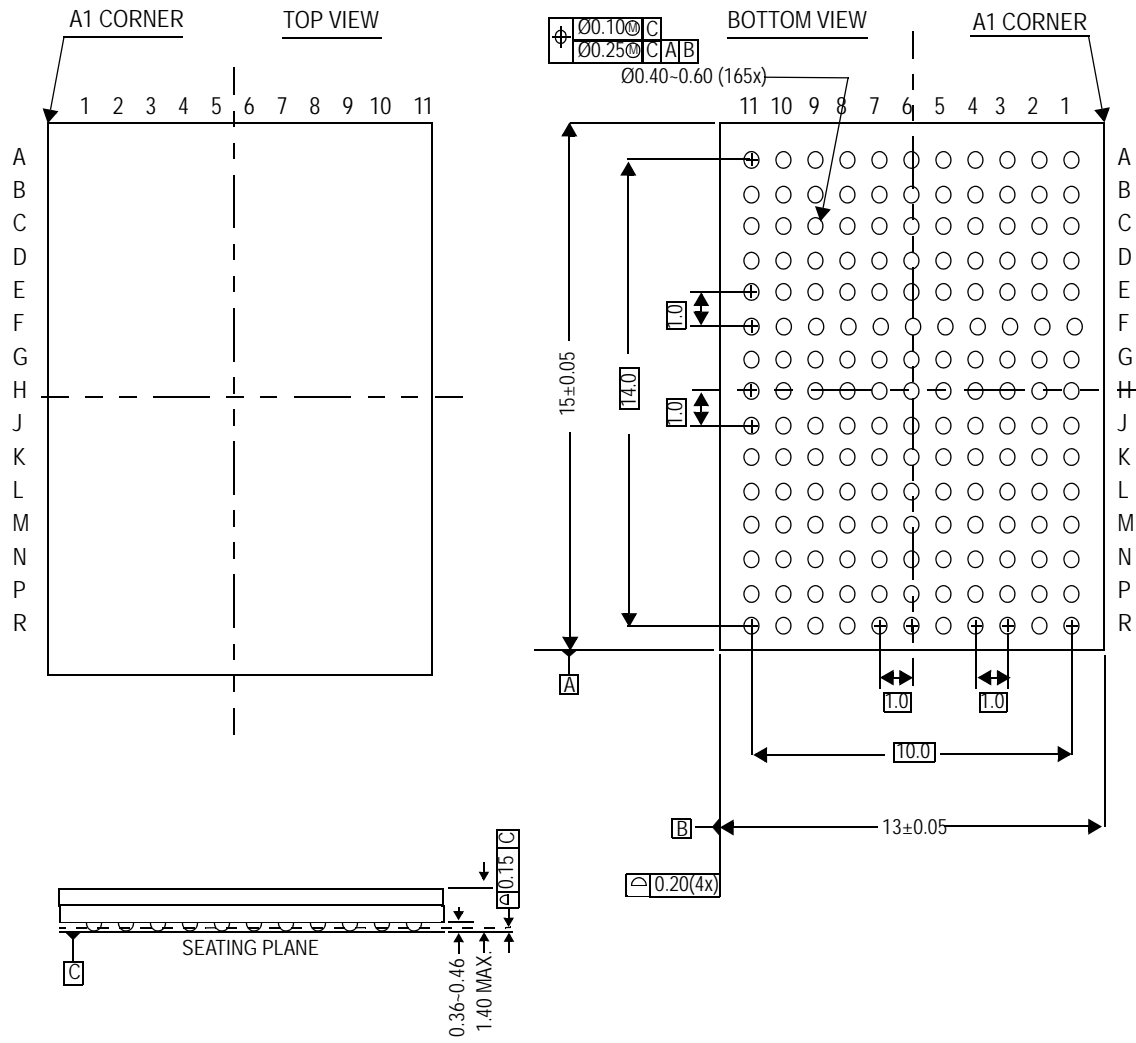 A1 CORNER
TOP VIEW
1 2 3 4 5 6 7 8 9 10 11
A
B
C
D
E
F
G
H
J
K
L
M
N
P
R
Ø0.10Ⓜ C
Ø0.25Ⓜ C A B
Ø0.40~0.60 (165x)
BOTTOM VIEW
A1 CORNER
11 10 9 8 7 6 5 4 3 2 1
A
B
C
D
E
F
G
H
J
K
L
M
N
P
R
1.0
1.0
14.0
15±0.05
A
1.0
1.0
10.0
B
13±0.05
0.20(4x)
0.15 C
SEATING PLANE
C
0.36~0.46
1.40 MAX.